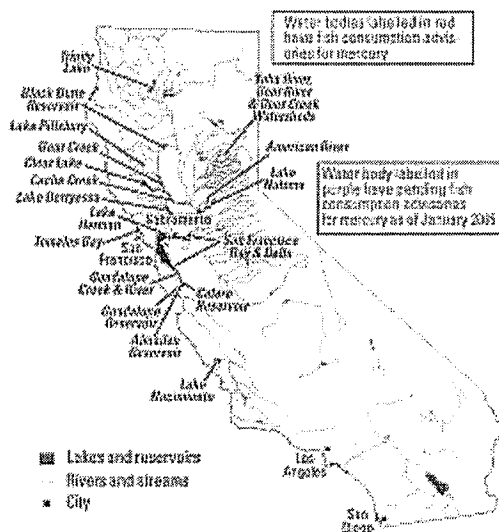 Water bodies labeled in red
have fish consumption advis
ories for mercury
Trinity
Lake
Black Butte
Reservoir
Lake Pillsbury
Bear Creek
Clear Lake
Cache Creek
Lake Berryessa
Lake
Herman
Tomales Bay
San
Francisco
Guadalupe
Creek & River
Guadalupe
Reservoir
Almaden
Reservoir
Lake
Nacimiento
Yuba River,
Bear River
& Deer Creek
Watersheds
American River
Lake
Natoma
Sacramento
San Francisco
Bay & Delta
Calero
Reservoir
Water body labeled in
purple have pending fish
consumption advisories
for mercury as of January 2005
Los
Angeles
San
Diego
Lakes and reservoirs
Rivers and streams
City